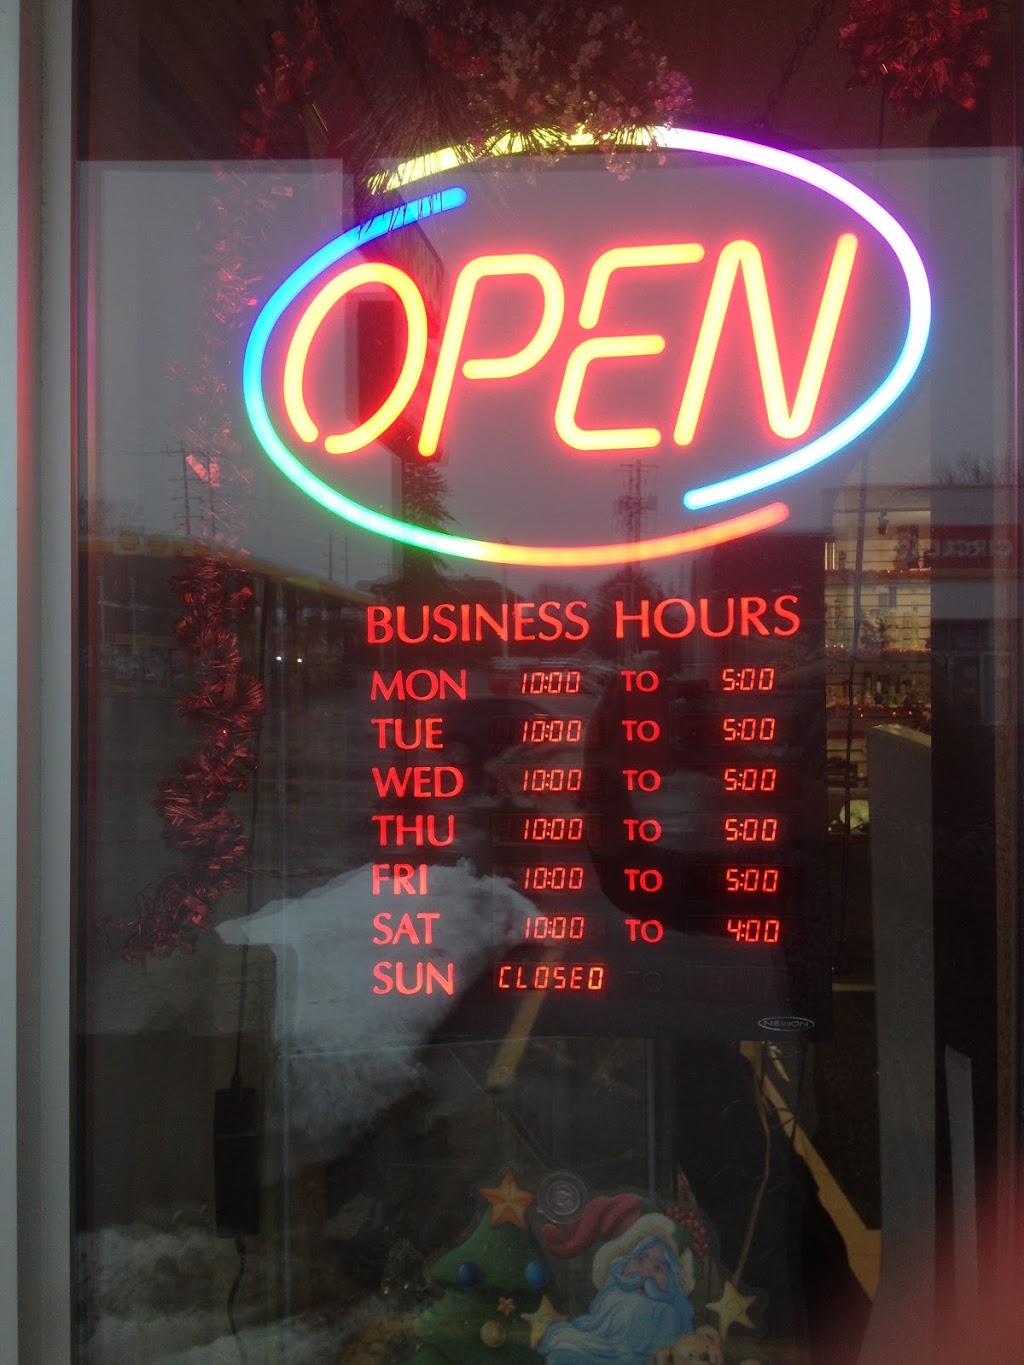 OPEN
BUSINESS HOURS
MON 10:00 TO 5:00
TUE 10:00 TO 5:00
WED 10:00 TO 5:00
THU 10:00 TO 5:00
FRI 10:00 TO 5:00
SAT 10:00 TO 4:00
SUN CLOSED TO
NEWON